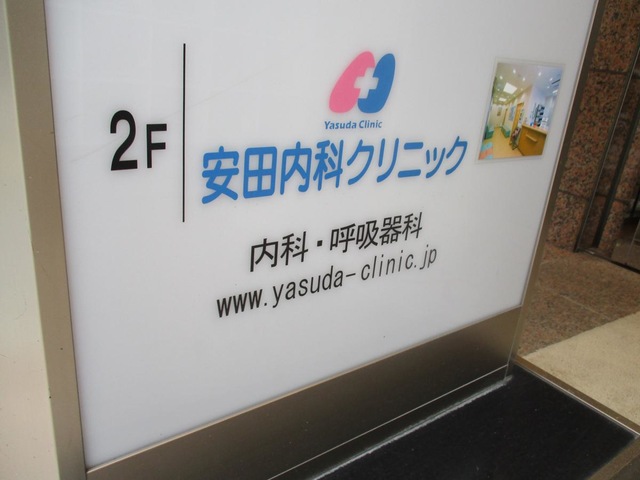 2F
Yasuda Clinic
安田内科クリニック
内科・呼吸器科
www.yasuda-clinic.jp